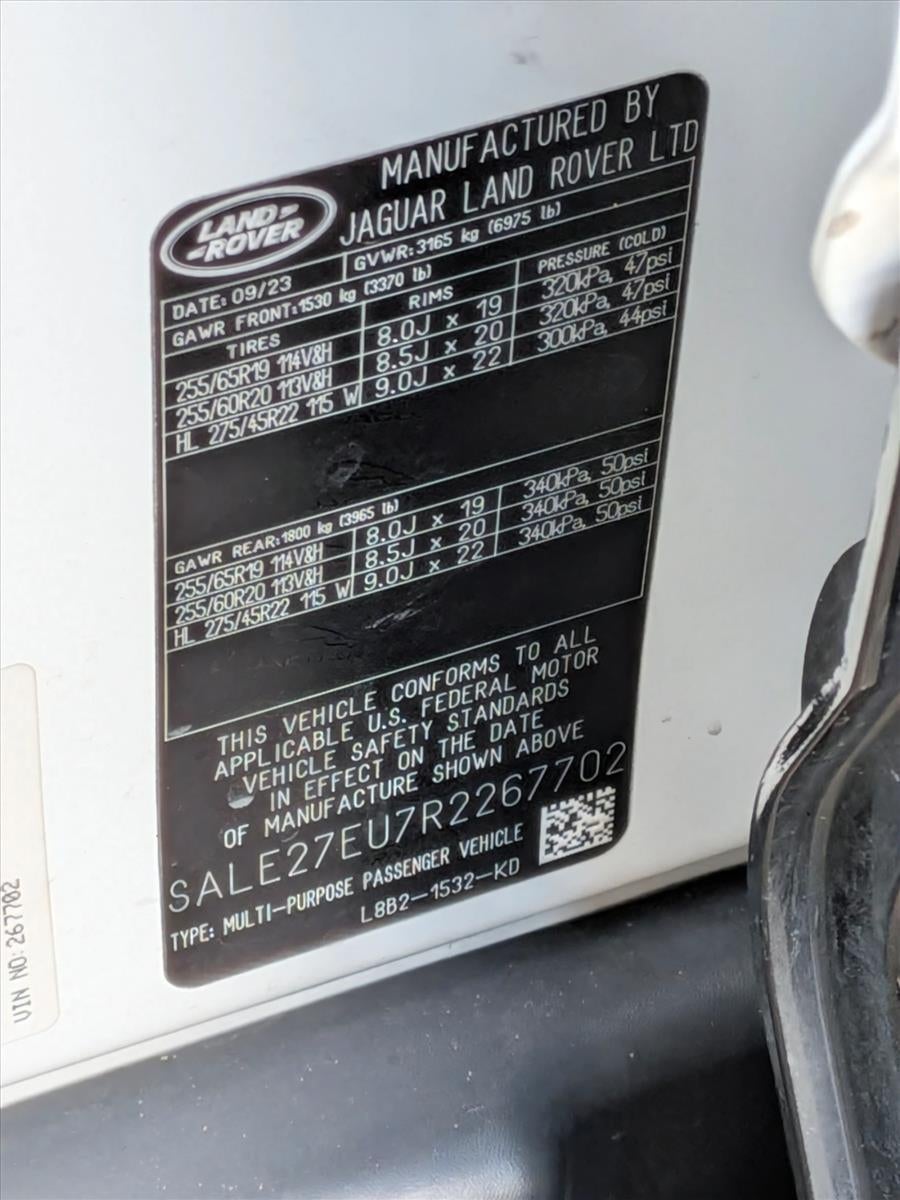 MANUFACTURED BY
JAGUAR LAND ROVER LTD
LAND-
-ROVER
DATE: 09/23
GVWR: 3165 kg (6975 lb)
GAWR FRONT: 1530 kg (3370 lb)
TIRES RIMS PRESSURE (COLD)
255/65R19 114V&H 8.0J x 19 320kPa, 47psi
255/60R20 113V&H 8.5J x 20 320kPa, 47psi
HL 275/45R22 115 W 9.0J x 22 300kPa, 44psi
GAWR REAR: 1800 kg (3965 lb)
255/65R19 114V&H 8.0J x 19 340kPa, 50psi
255/60R20 113V&H 8.5J x 20 340kPa, 50psi
HL 275/45R22 115 W 9.0J x 22 340kPa, 50psi
THIS VEHICLE CONFORMS TO ALL
APPLICABLE U.S. FEDERAL MOTOR
VEHICLE SAFETY STANDARDS
IN EFFECT ON THE DATE
OF MANUFACTURE SHOWN ABOVE
SALE27EU7R2267702
TYPE: MULTI-PURPOSE PASSENGER VEHICLE
L8B2-1532-KD
VIN NO: 267702